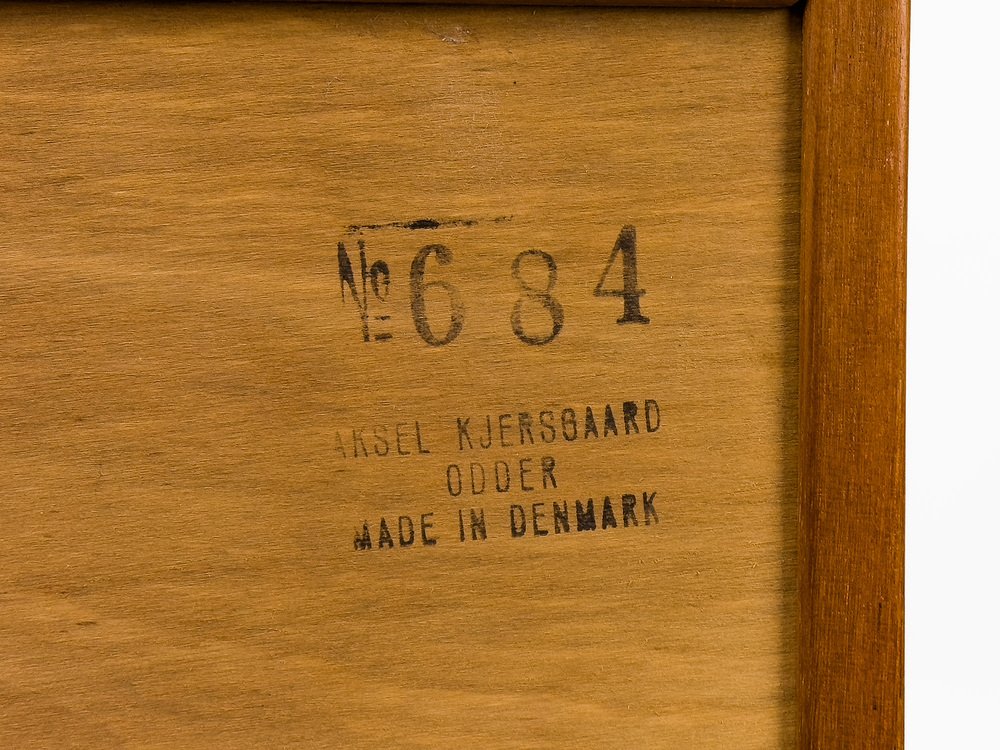 No 684
AKSEL KJERSGAARD
ODDER
MADE IN DENMARK